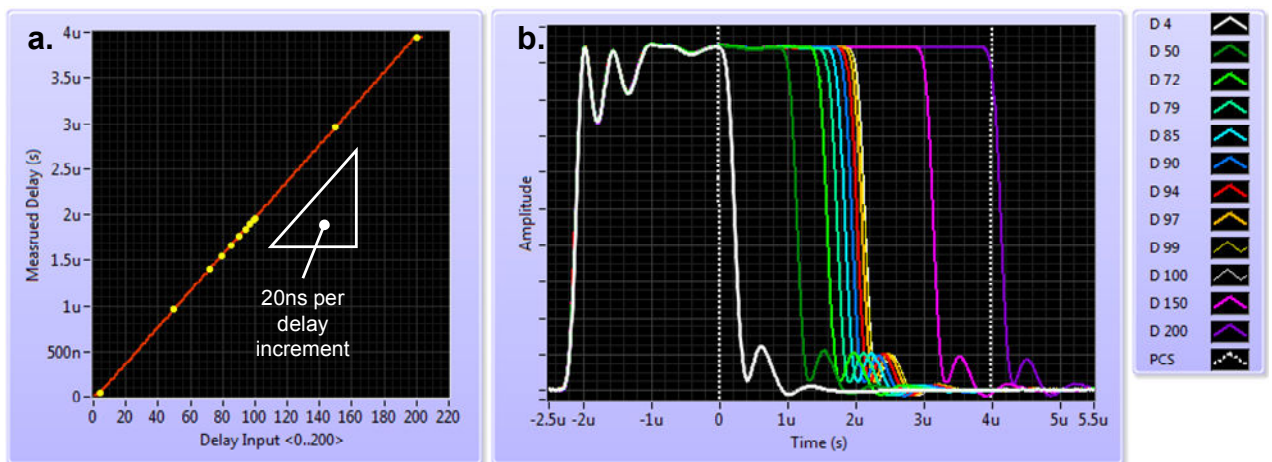 a.
4u
3.5u
3u
2.5u
2u
1.5u
1u
500n
0
Measrued Delay (s)
20ns per
delay
increment
0 20 40 60 80 100 120 140 160 180 200 220
Delay Input <0..200>
b.
Amplitude
-2.5u -2u -1u 0 1u 2u 3u 4u 5u 5.5u
Time (s)
D 4
D 50
D 72
D 79
D 85
D 90
D 94
D 97
D 99
D 100
D 150
D 200
PCS